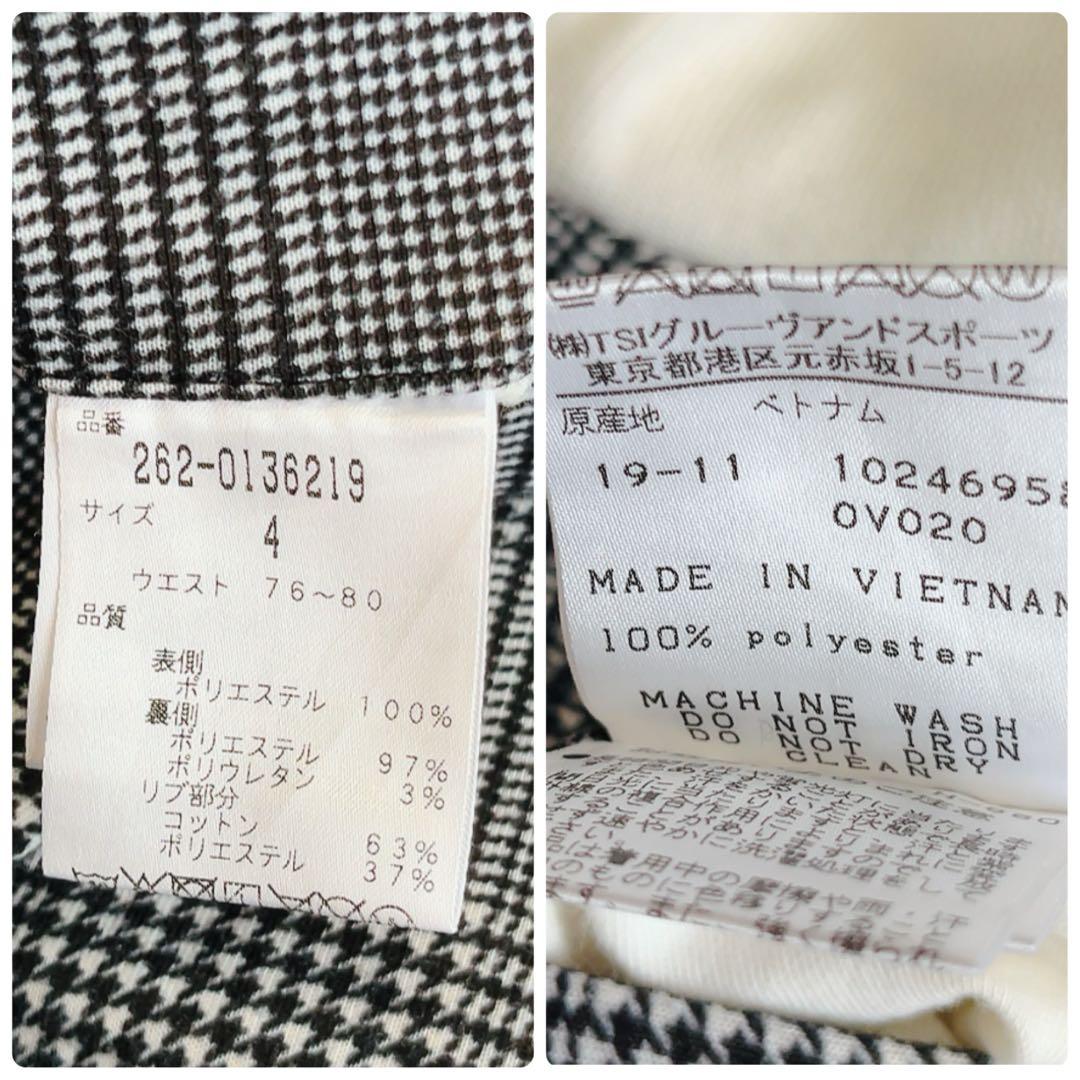 品番
262-0136219
サイズ
4
ウエスト 76～80
品質
表側
ポリエステル 100%
裏側
ポリエステル 97%
ポリウレタン 3%
リブ部分
コットン 63%
ポリエステル 37%
㈱TSIグルーヴアンドスポーツ
東京都港区元赤坂1-5-12
原産地 ベトナム
19-11 10246958
0V020
MADE IN VIETNAM
100% polyester
MACHINE WASH
DO NOT IRON
DO NOT DRY
CLEAN